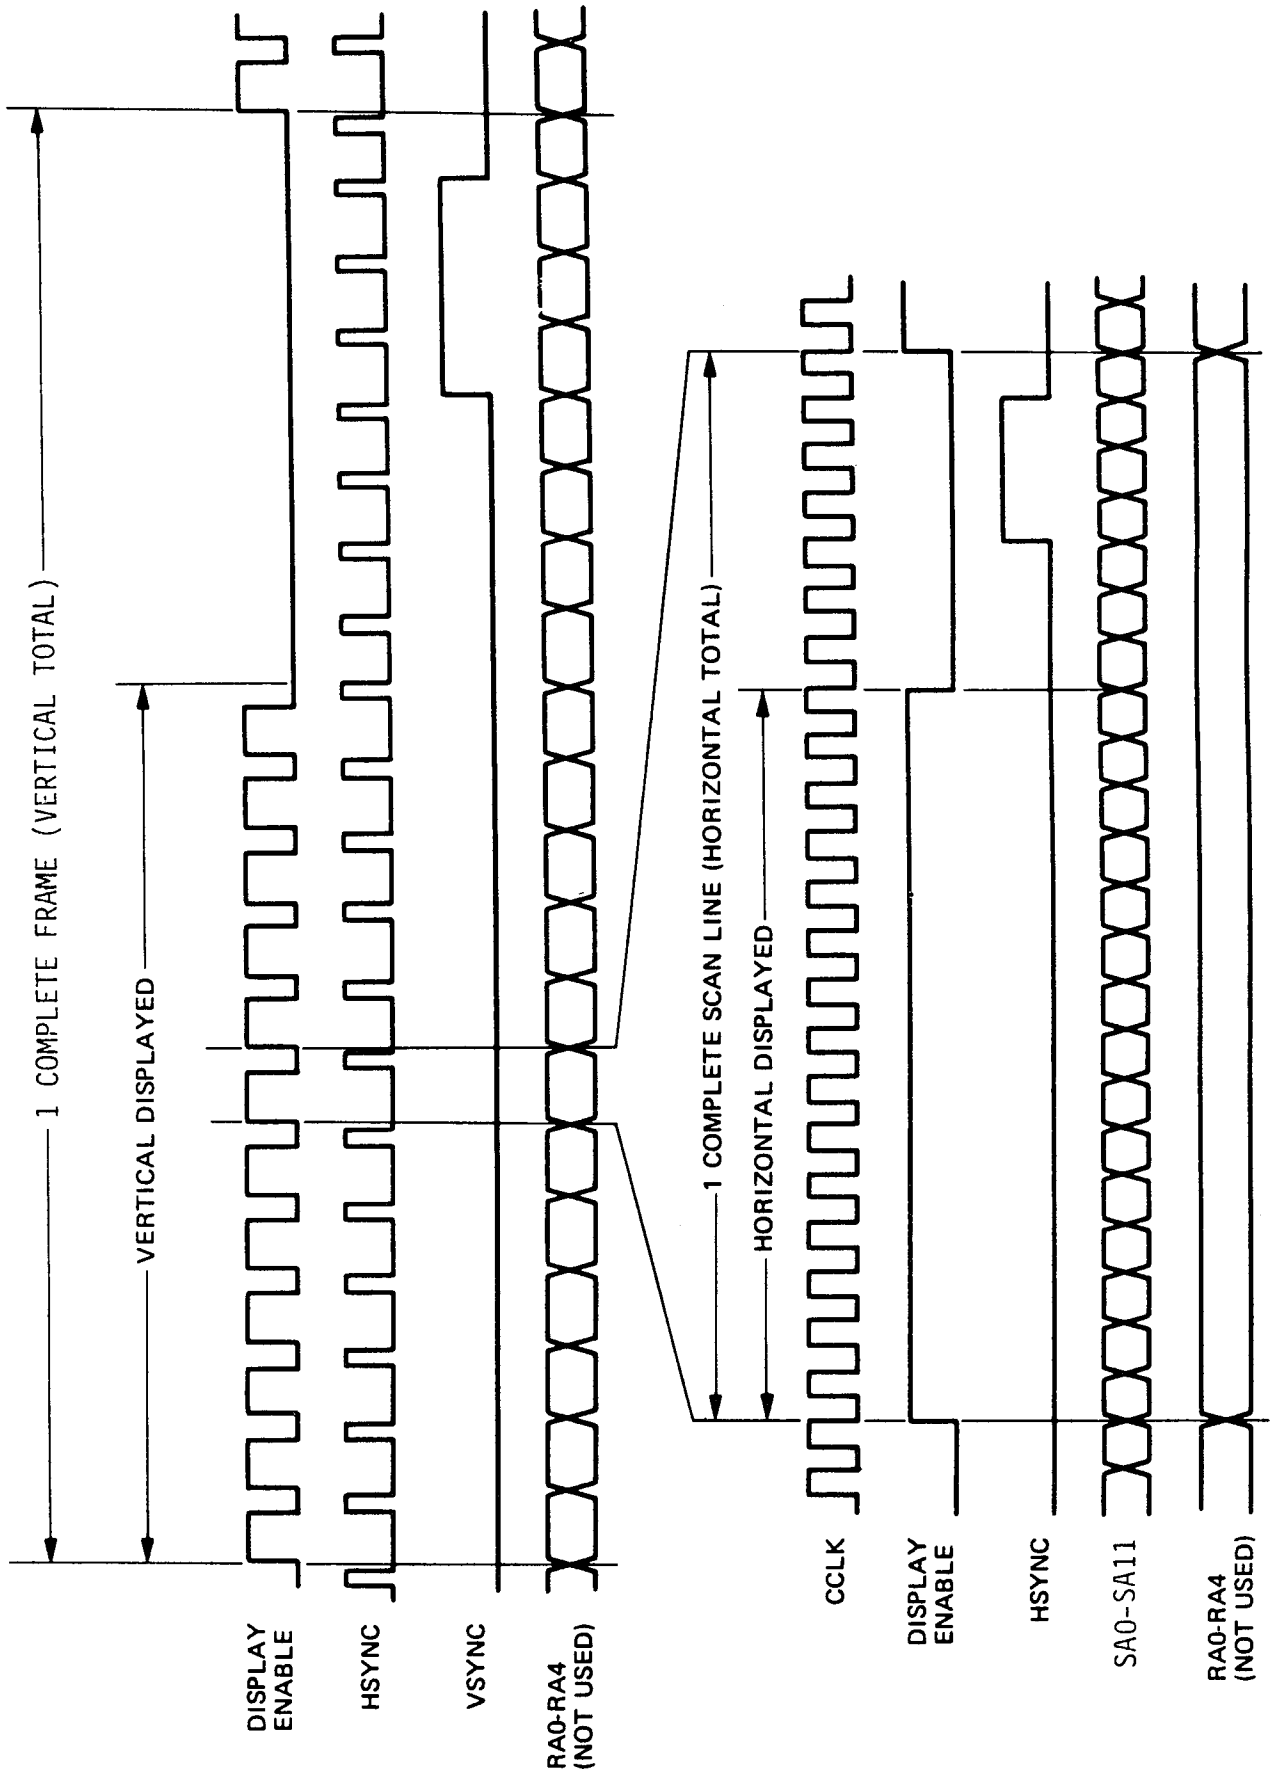 1 COMPLETE FRAME (VERTICAL TOTAL)
VERTICAL DISPLAYED
DISPLAY
ENABLE
HSYNC
VSYNC
RA0-RA4
(NOT USED)
1 COMPLETE SCAN LINE (HORIZONTAL TOTAL)
HORIZONTAL DISPLAYED
CCLK
DISPLAY
ENABLE
HSYNC
SA0-SA11
RA0-RA4
(NOT USED)